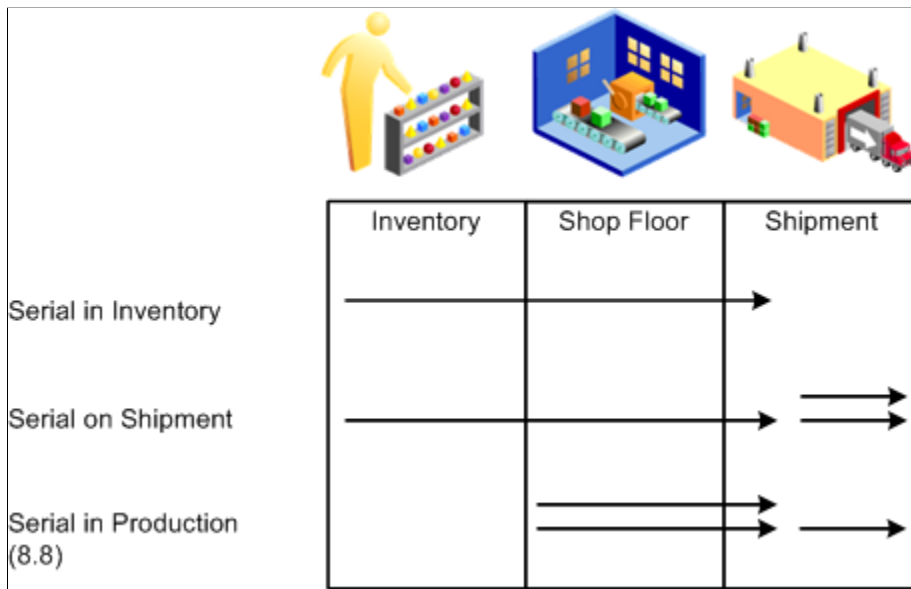 Inventory
Shop Floor
Shipment
Serial in Inventory
Serial on Shipment
Serial in Production
(8.8)